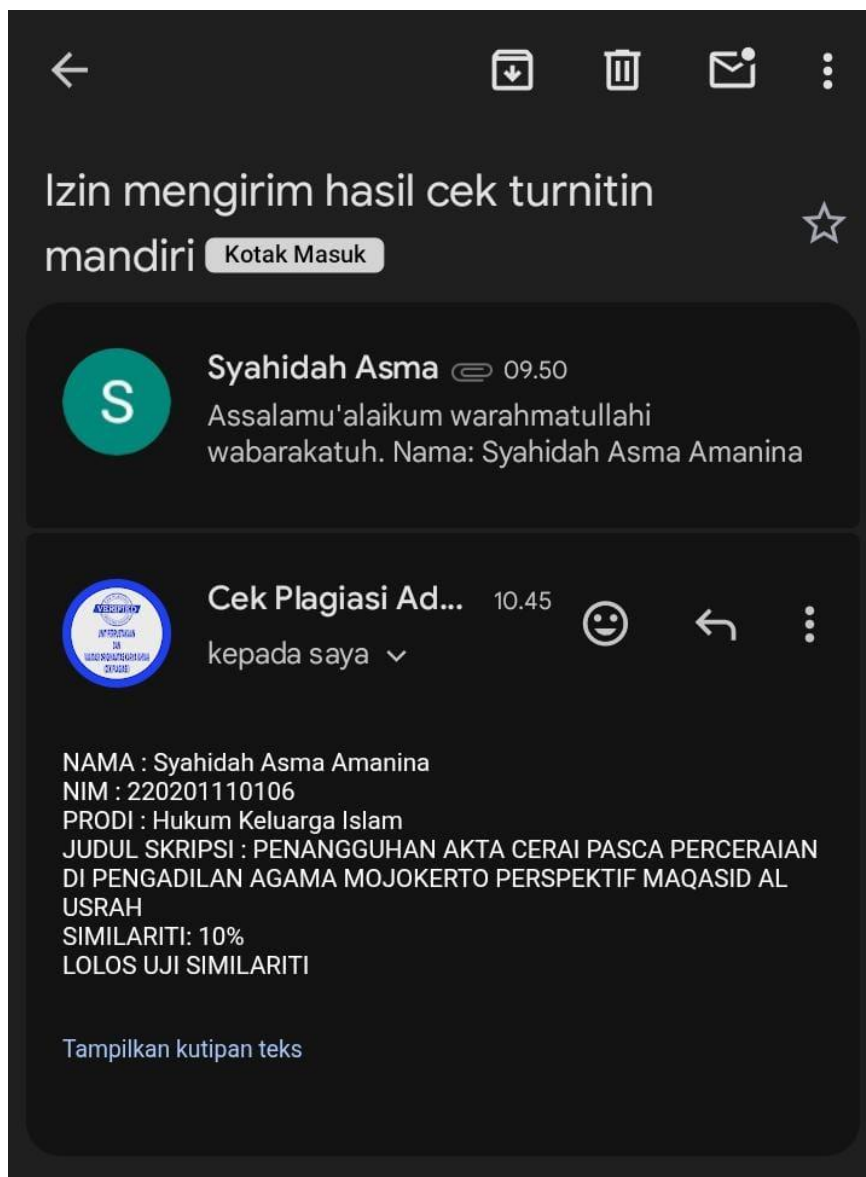 Izin mengirim hasil cek turnitin
mandiri Kotak Masuk
S
Syahidah Asma 09.50
Assalamu'alaikum warahmatullahi
wabarakatuh. Nama: Syahidah Asma Amanina
VERIFIED
Cek Plagiasi Ad... 10.45
kepada saya
NAMA : Syahidah Asma Amanina
NIM : 220201110106
PRODI : Hukum Keluarga Islam
JUDUL SKRIPSI : PENANGGUHAN AKTA CERAI PASCA PERCERAIAN
DI PENGADILAN AGAMA MOJOKERTO PERSPEKTIF MAQASID AL
USRAH
SIMILARITI: 10%
LOLOS UJI SIMILARITI
Tampilkan kutipan teks